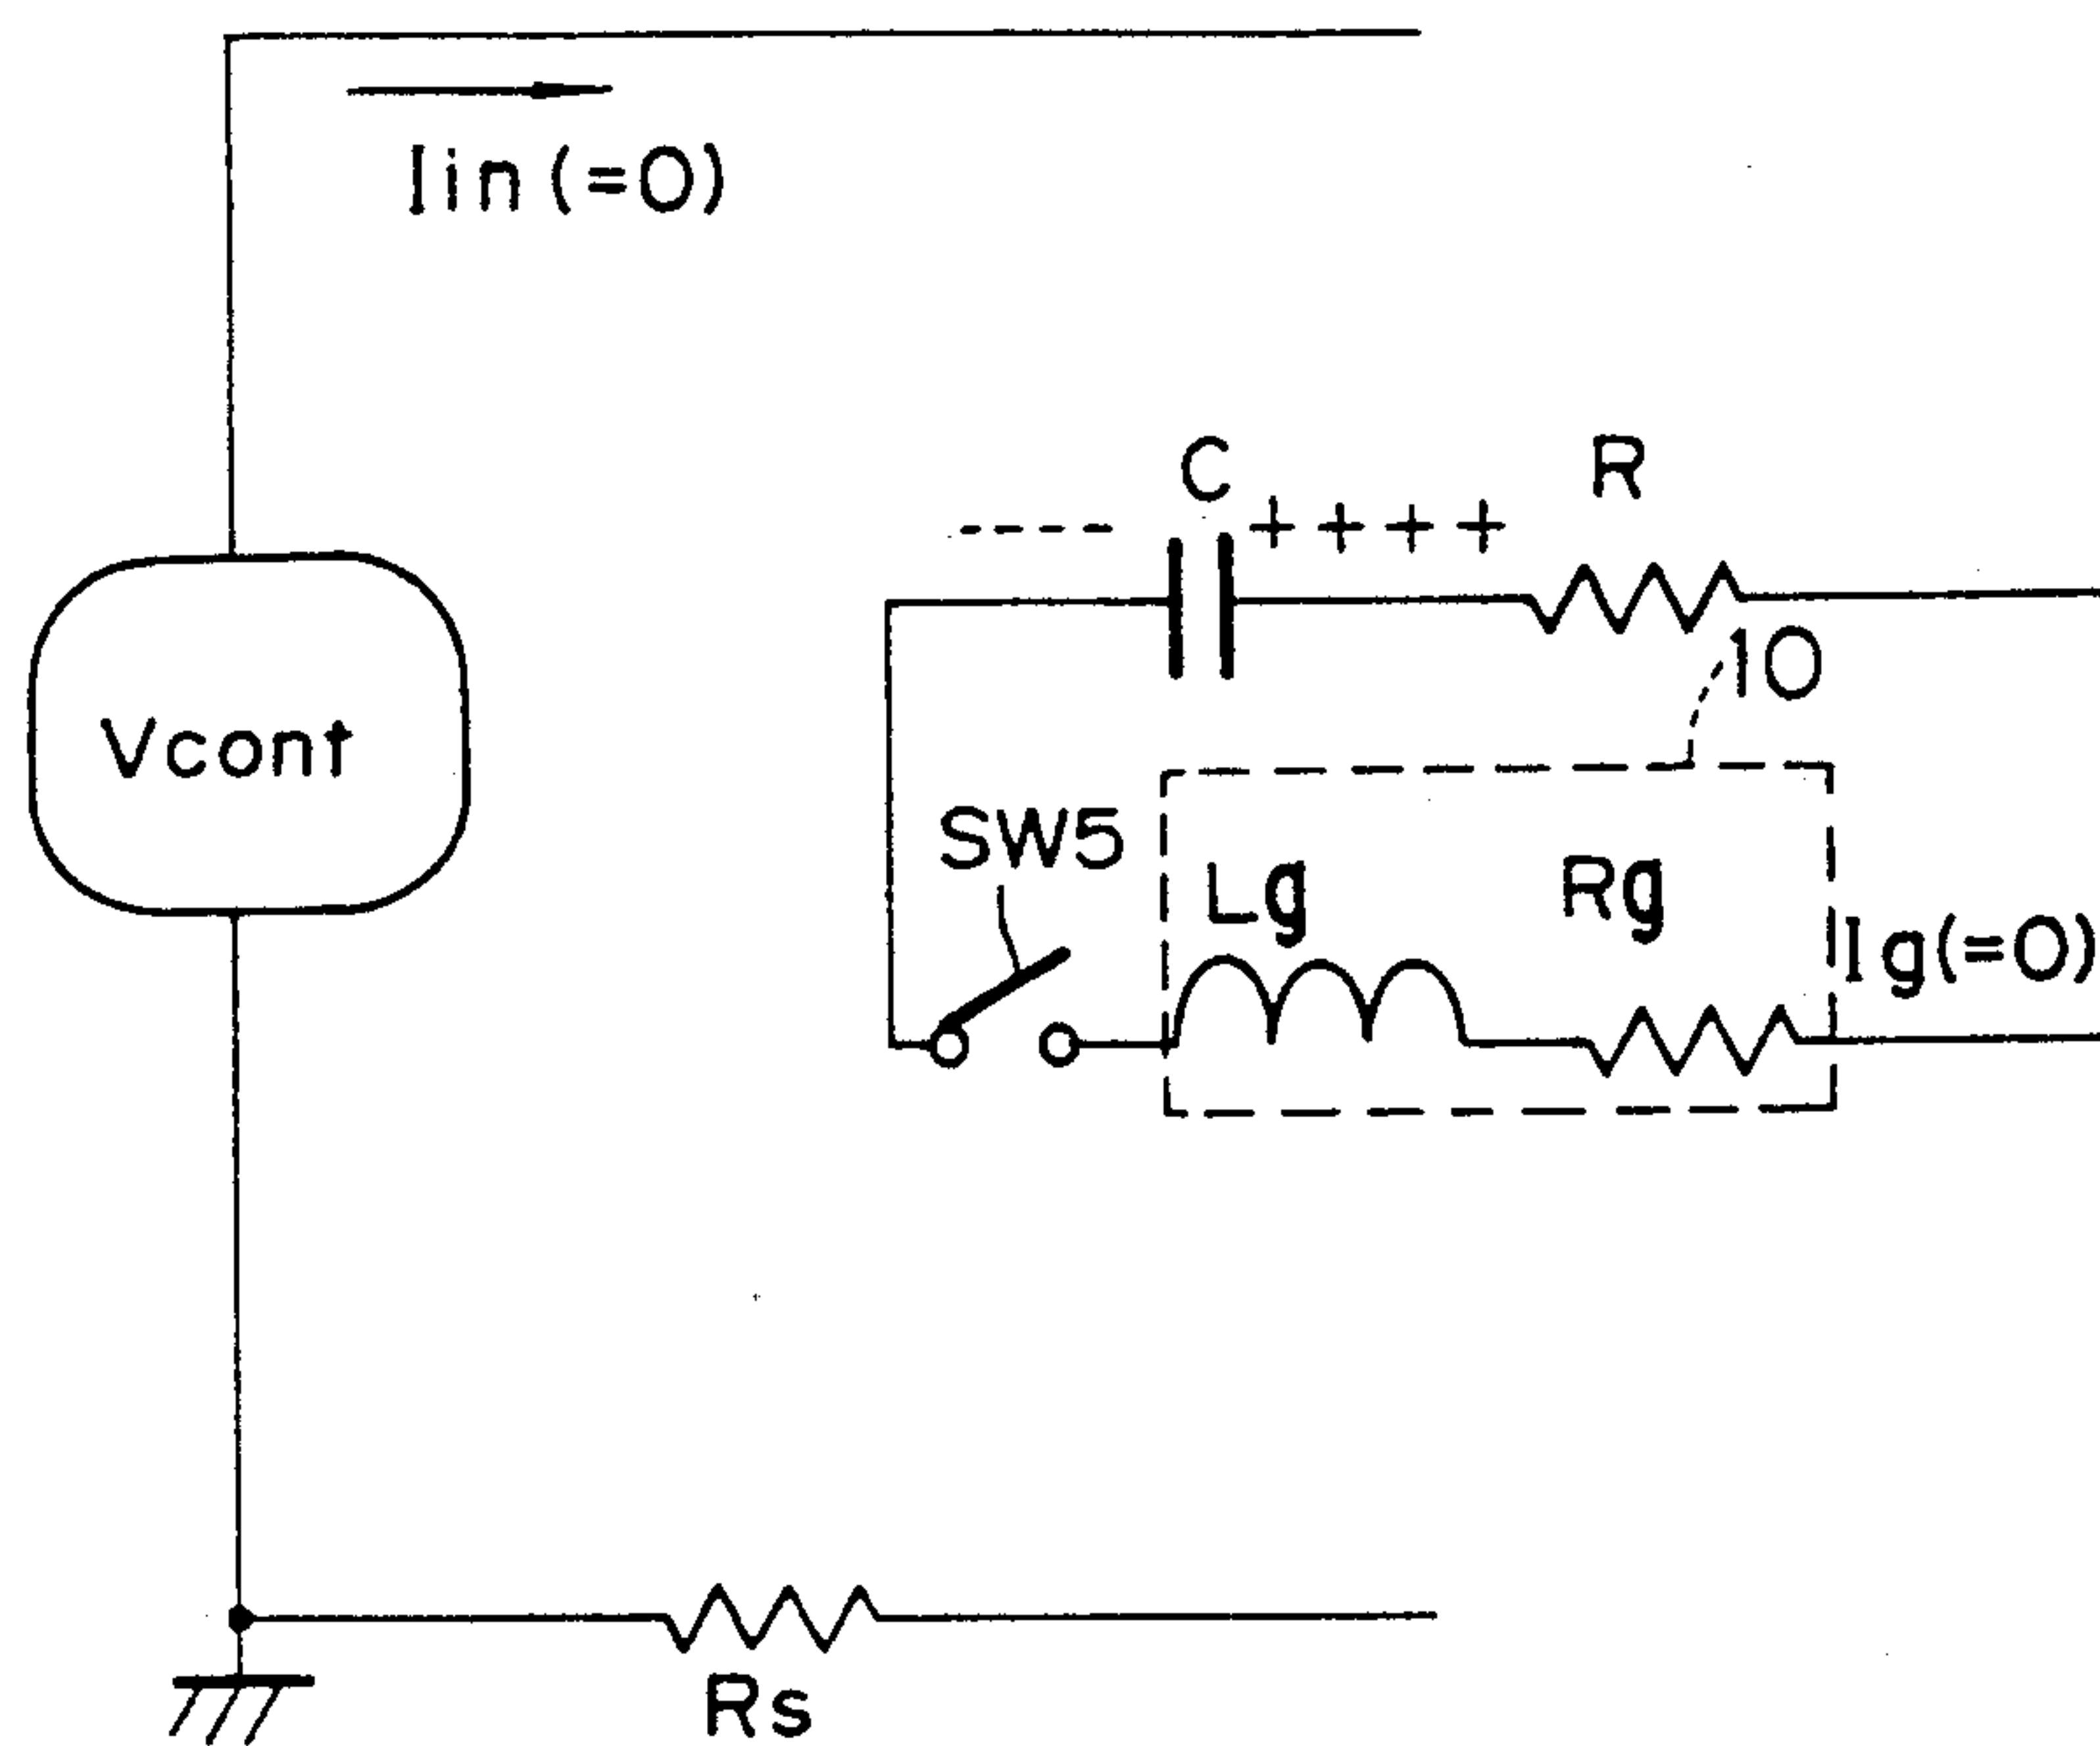 Iin(=0)
C
R
- - - -
+ + + +
10
Vcont
SW5
Lg
Rg
Ig(=0)
Rs